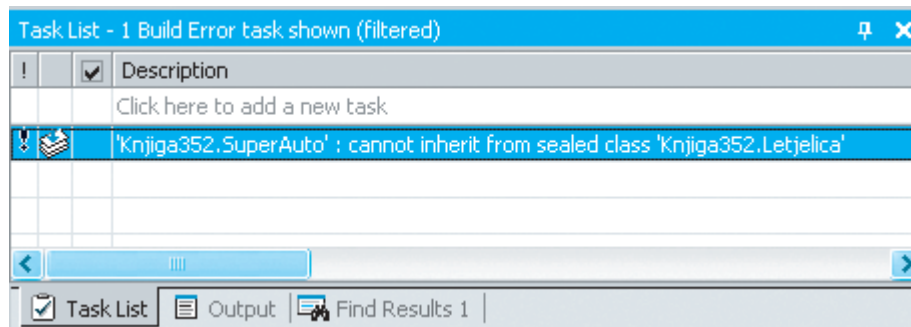 Task List - 1 Build Error task shown (filtered)
! Description
Click here to add a new task
'Knjiga352.SuperAuto' : cannot inherit from sealed class 'Knjiga352.Letjelica'
Task List Output Find Results 1